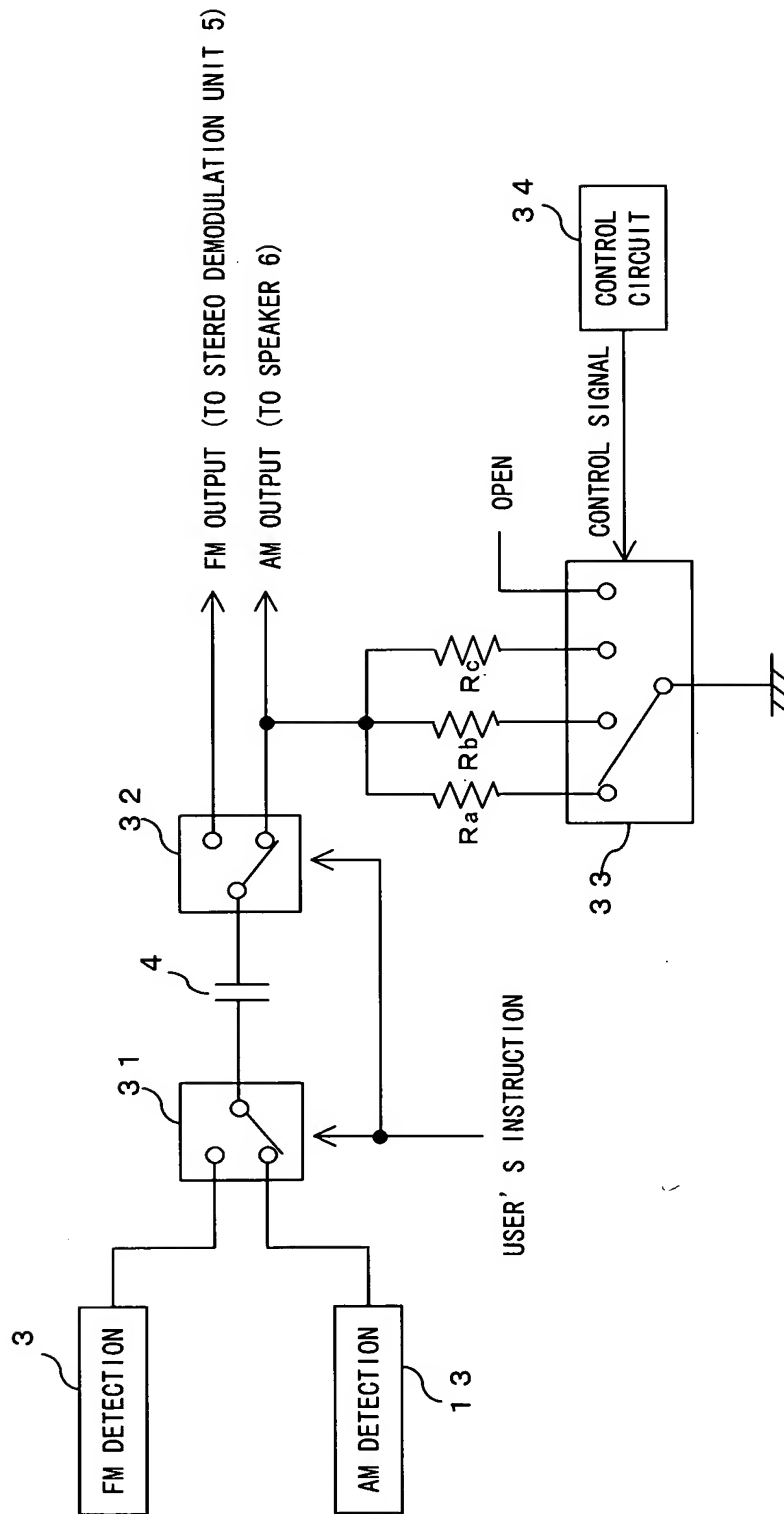 3
FM DETECTION
AM DETECTION
13
31
4
32
USER' S INSTRUCTION
FM OUTPUT (TO STEREO DEMODULATION UNIT 5)
AM OUTPUT (TO SPEAKER 6)
Ra
Rb
Rc
OPEN
33
CONTROL SIGNAL
34
CONTROL
CIRCUIT